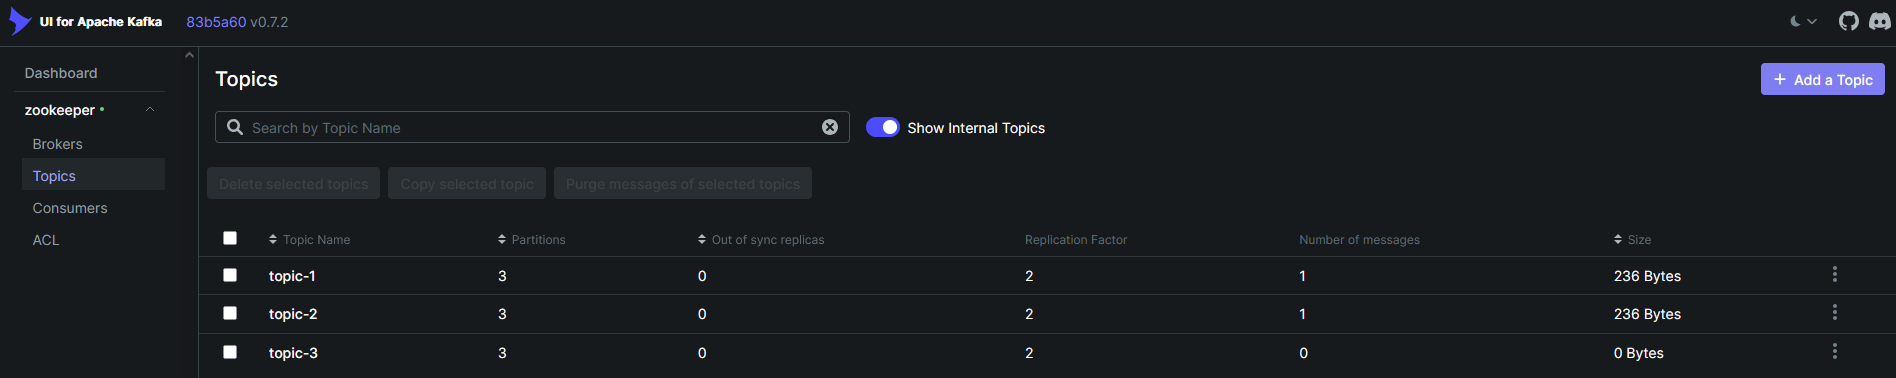 UI for Apache Kafka 83b5a60 v0.7.2
Dashboard
zookeeper
Brokers
Topics
Consumers
ACL
Topics
Add a Topic
Search by Topic Name
Show Internal Topics
Delete selected topics Copy selected topic Purge messages of selected topics
Topic Name Partitions Out of sync replicas Replication Factor Number of messages Size
topic-1 3 0 2 1 236 Bytes
topic-2 3 0 2 1 236 Bytes
topic-3 3 0 2 0 0 Bytes